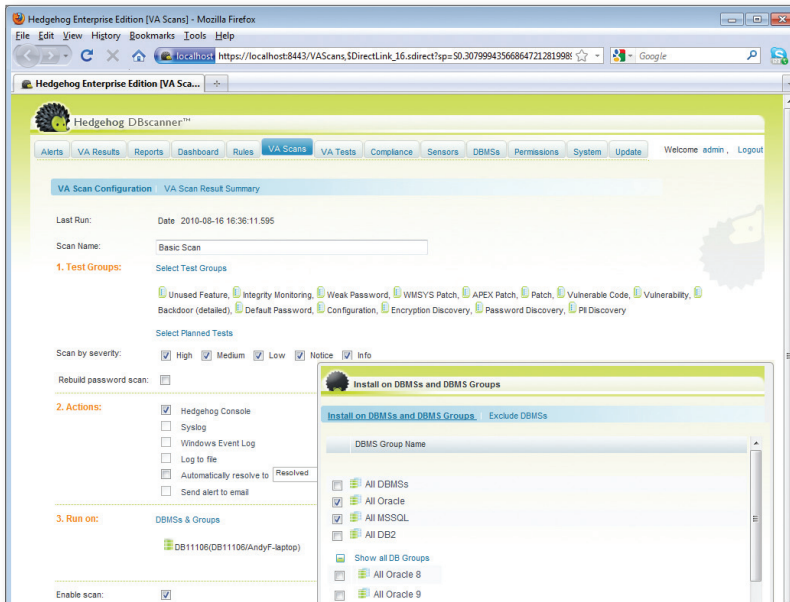 Hedgehog Enterprise Edition [VA Scans] - Mozilla Firefox
File Edit View History Bookmarks Tools Help
localhost https://localhost:8443/VAScans,$DirectLink_16.sdirect?sp=S0.3079994356686472128199 Google
Hedgehog Enterprise Edition [VA Sca...
Hedgehog DBscanner™
Alerts VA Results Reports Dashboard Rules VA Scans VA Tests Compliance Sensors DBMSs Permissions System Update Welcome admin , Logout
VA Scan Configuration VA Scan Result Summary
Last Run: Date 2010-08-16 16:36:11.595
Scan Name: Basic Scan
1. Test Groups: Select Test Groups
Unused Feature, Integrity Monitoring, Weak Password, WMSYS Patch, APEX Patch, Patch, Vulnerable Code, Vulnerability,
Backdoor (detailed), Default Password, Configuration, Encryption Discovery, Password Discovery, PII Discovery
Select Planned Tests
Scan by severity: High Medium Low Notice Info
Rebuild password scan:
Install on DBMSs and DBMS Groups
2. Actions: Hedgehog Console
Install on DBMSs and DBMS Groups Exclude DBMSs
Syslog
Windows Event Log
DBMS Group Name
Log to file
Automatically resolve to Resolved
Send alert to email
All DBMSs
All Oracle
3. Run on: DBMSs & Groups
All MSSQL
All DB2
DB11106(DB11106/AndyF-laptop)
Show all DB Groups
All Oracle 8
Enable scan:
All Oracle 9